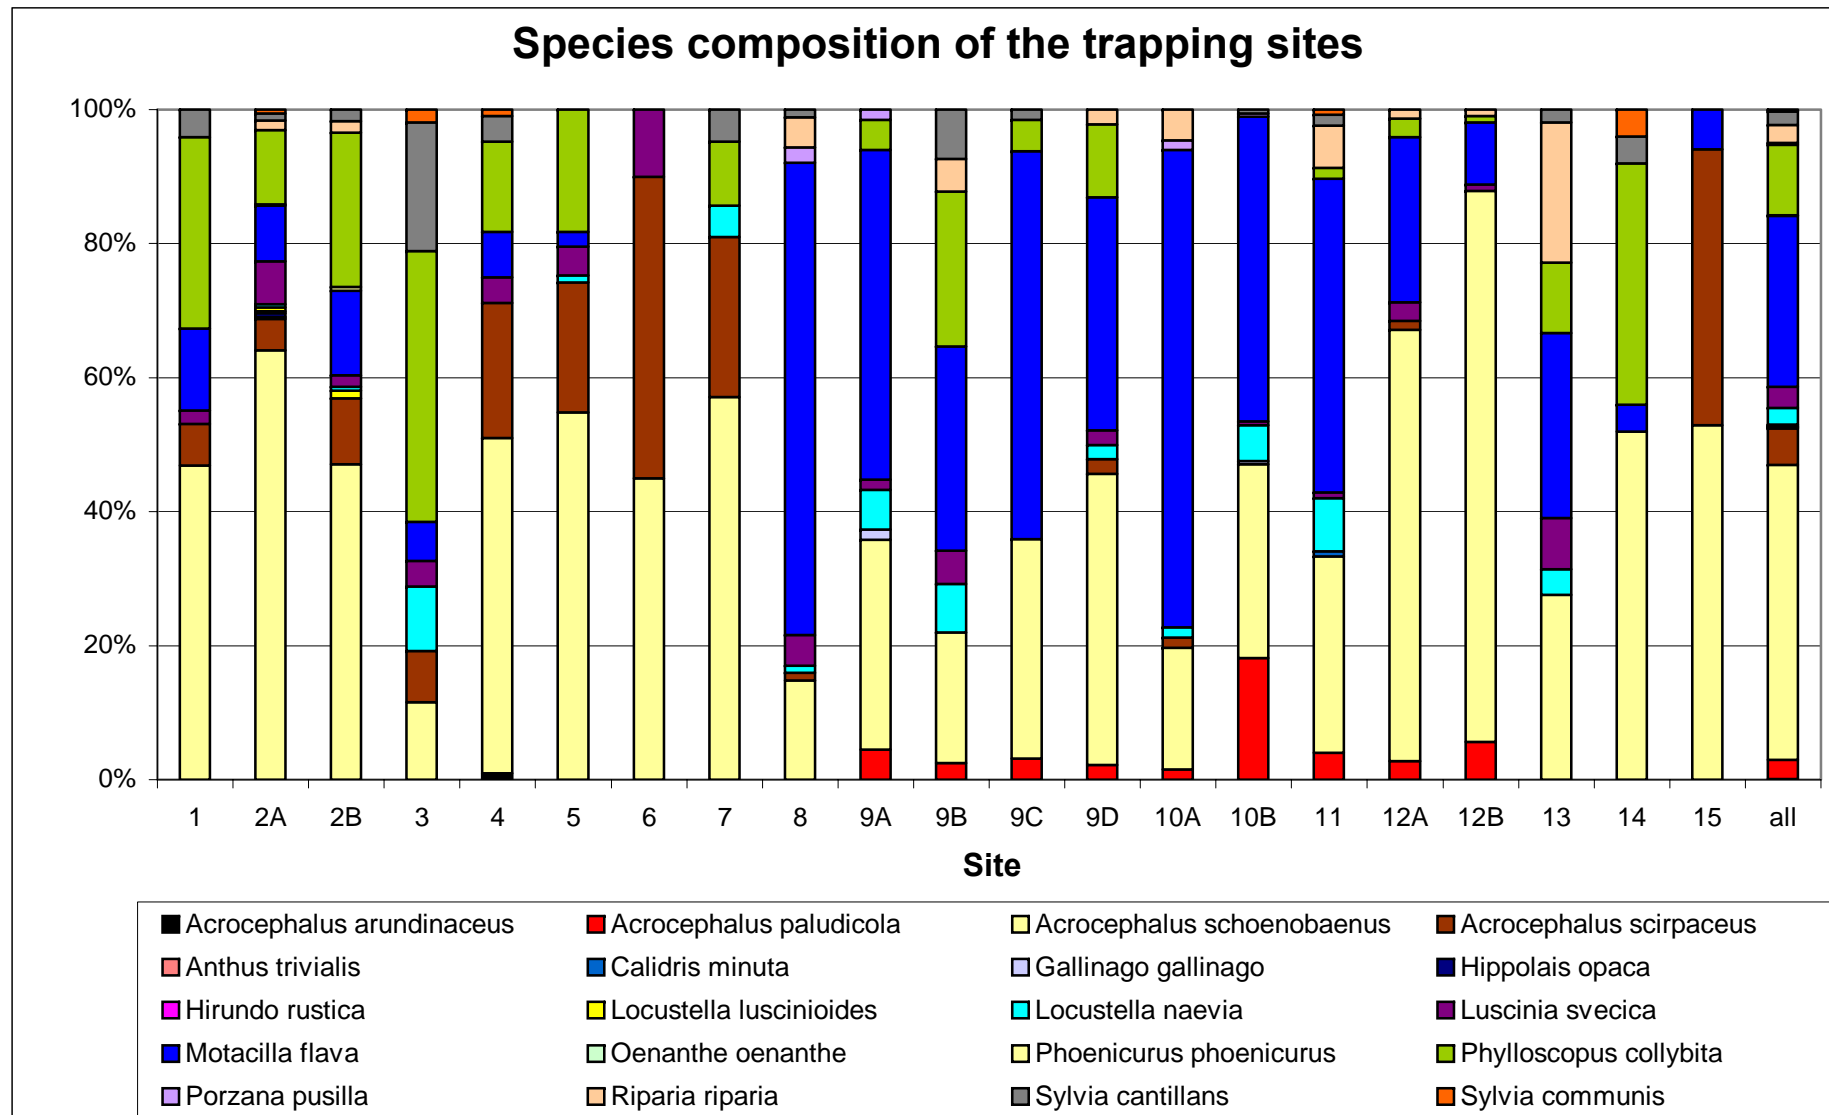 Species composition of the trapping sites
100%
80%
60%
40%
20%
0%
1 2A 2B 3 4 5 6 7 8 9A 9B 9C 9D 10A 10B 11 12A 12B 13 14 15 all
Site
Acrocephalus arundinaceus Acrocephalus paludicola Acrocephalus schoenobaenus Acrocephalus scirpaceus
Anthus trivialis Calidris minuta Gallinago gallinago Hippolais opaca
Hirundo rustica Locustella luscinioides Locustella naevia Luscinia svecica
Motacilla flava Oenanthe oenanthe Phoenicurus phoenicurus Phylloscopus collybita
Porzana pusilla Riparia riparia Sylvia cantillans Sylvia communis